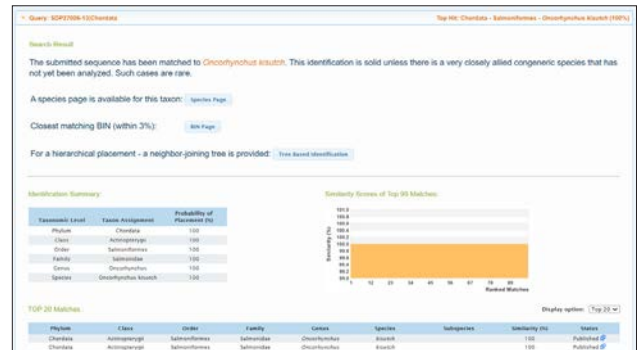 Query: SDP27006-13|Chordata
Top Hit: Chordata - Salmoniformes - Oncorhynchus kisutch (100%)
Search Result
The submitted sequence has been matched to Oncorhynchus kisutch. This identification is solid unless there is a very closely allied congeneric species that has
not yet been analyzed. Such cases are rare.
A species page is available for this taxon: Species Page
Closest matching BIN (within 3%): BIN Page
For a hierarchical placement - a neighbor-joining tree is provided: Tree Based Identification
Identification Summary:
Similarity Scores of Top 99 Matches:
Taxonomic Level Taxon Assignment Probability of Placement (%)
Phylum Chordata 100
Class Actinopterygii 100
Order Salmoniformes 100
Family Salmonidae 100
Genus Oncorhynchus 100
Species Oncorhynchus kisutch 100
Similarity (%)
Ranked Matches
TOP 20 Matches:
Display option: Top 20
Phylum Class Order Family Genus Species Subspecies Similarity (%) Status
Chordata Actinopterygii Salmoniformes Salmonidae Oncorhynchus kisutch 100 Published
Chordata Actinopterygii Salmoniformes Salmonidae Oncorhynchus kisutch 100 Published